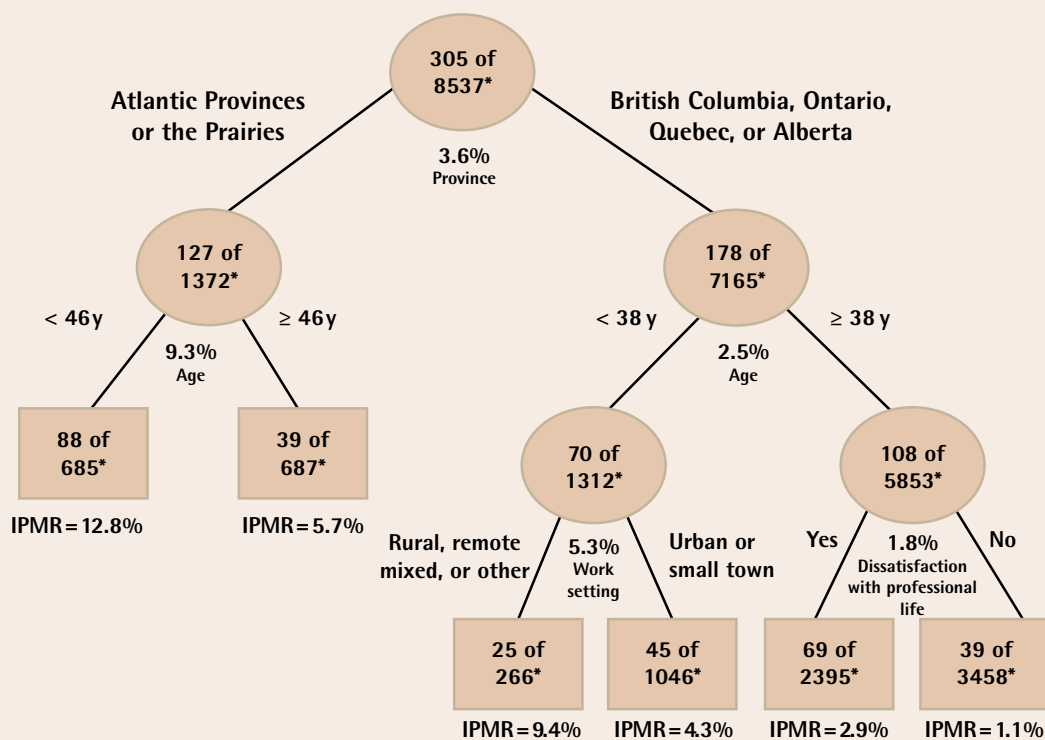 305 of
8537*
Atlantic Provinces
or the Prairies
British Columbia, Ontario,
Quebec, or Alberta
3.6%
Province
127 of
1372*
178 of
7165*
< 46 y
≥ 46 y
9.3%
Age
< 38 y
≥ 38 y
2.5%
Age
88 of
685*
39 of
687*
IPMR = 12.8%
IPMR = 5.7%
70 of
1312*
108 of
5853*
Rural, remote
mixed, or other
5.3%
Work
setting
Urban or
small town
Yes
1.8%
Dissatisfaction
with professional
life
No
25 of
266*
45 of
1046*
69 of
2395*
39 of
3458*
IPMR = 9.4%
IPMR = 4.3%
IPMR = 2.9%
IPMR = 1.1%